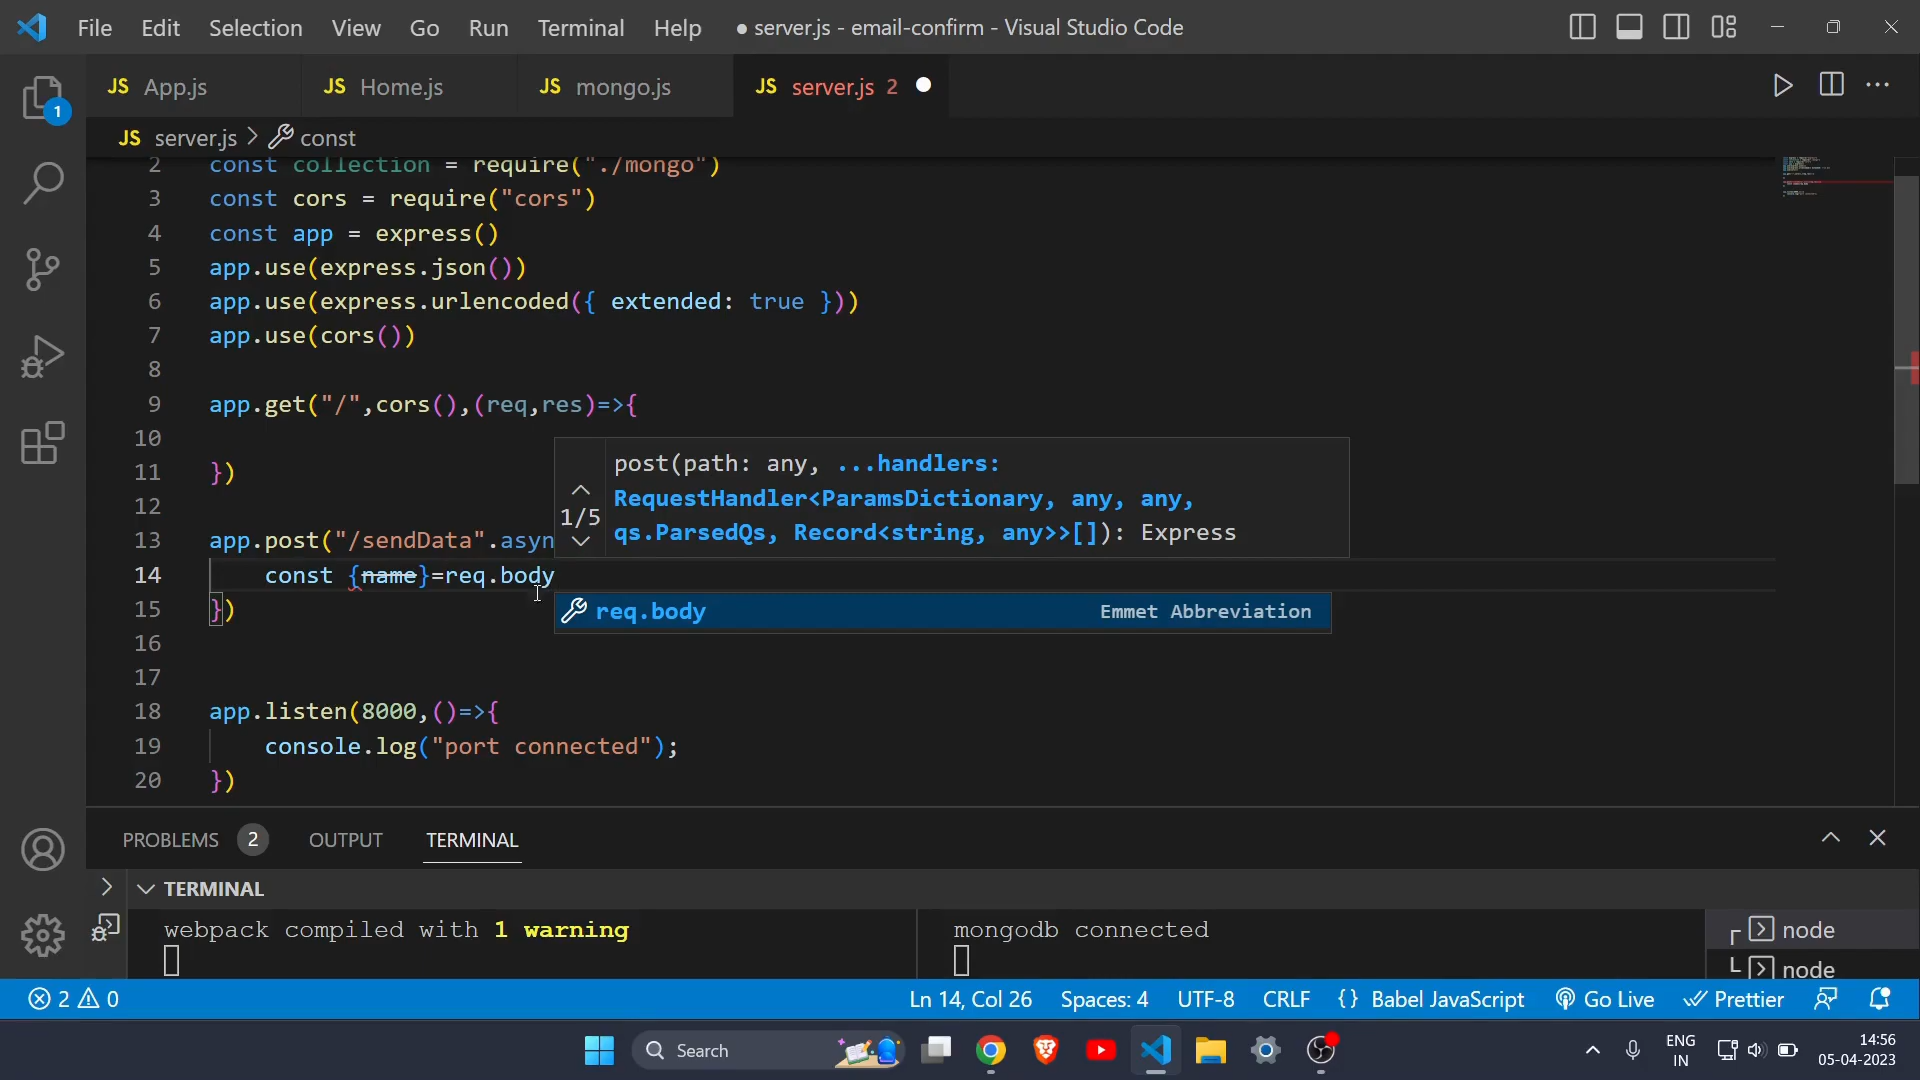 File Edit Selection View Go Run Terminal Help ● server.js - email-confirm - Visual Studio Code
1
JS App.js JS Home.js JS mongo.js JS server.js 2
JS server.js > const
2 const collection = require("./mongo")
3 const cors = require("cors")
4 const app = express()
5 app.use(express.json())
6 app.use(express.urlencoded({ extended: true }))
7 app.use(cors())
8
9 app.get("/",cors(),(req,res)=>{
10
11 })
12
13 app.post("/sendData".asyn
14 const {name}=req.body
15 })
16
17
18 app.listen(8000,()=>{
19 console.log("port connected");
20 })
post(path: any, ...handlers:
1/5 RequestHandler<ParamsDictionary, any, any,
qs.ParsedQs, Record<string, any>>[]): Express
req.body Emmet Abbreviation
PROBLEMS 2 OUTPUT TERMINAL
TERMINAL
webpack compiled with 1 warning
mongodb connected
node
node
2 0 Ln 14, Col 26 Spaces: 4 UTF-8 CRLF {} Babel JavaScript Go Live Prettier
Search
ENG
IN
14:56
05-04-2023